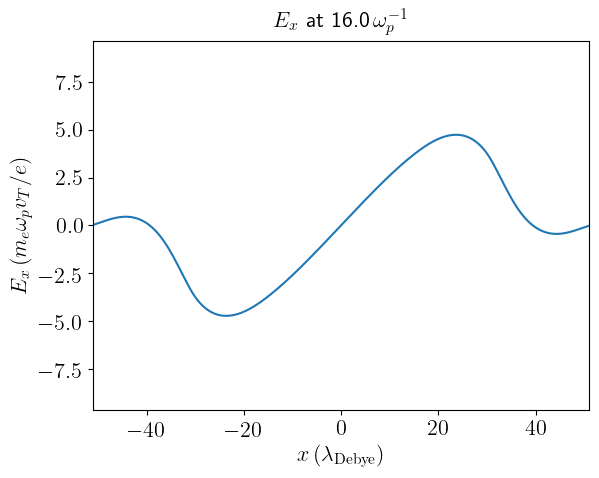 $E_x$ at 16.0 $\omega_p^{-1}$
7.5
5.0
2.5
0.0
−2.5
−5.0
−7.5
$E_x\,(m_e\omega_p v_T/e)$
−40 −20 0 20 40
$x\,(\lambda_{\mathrm{Debye}})$